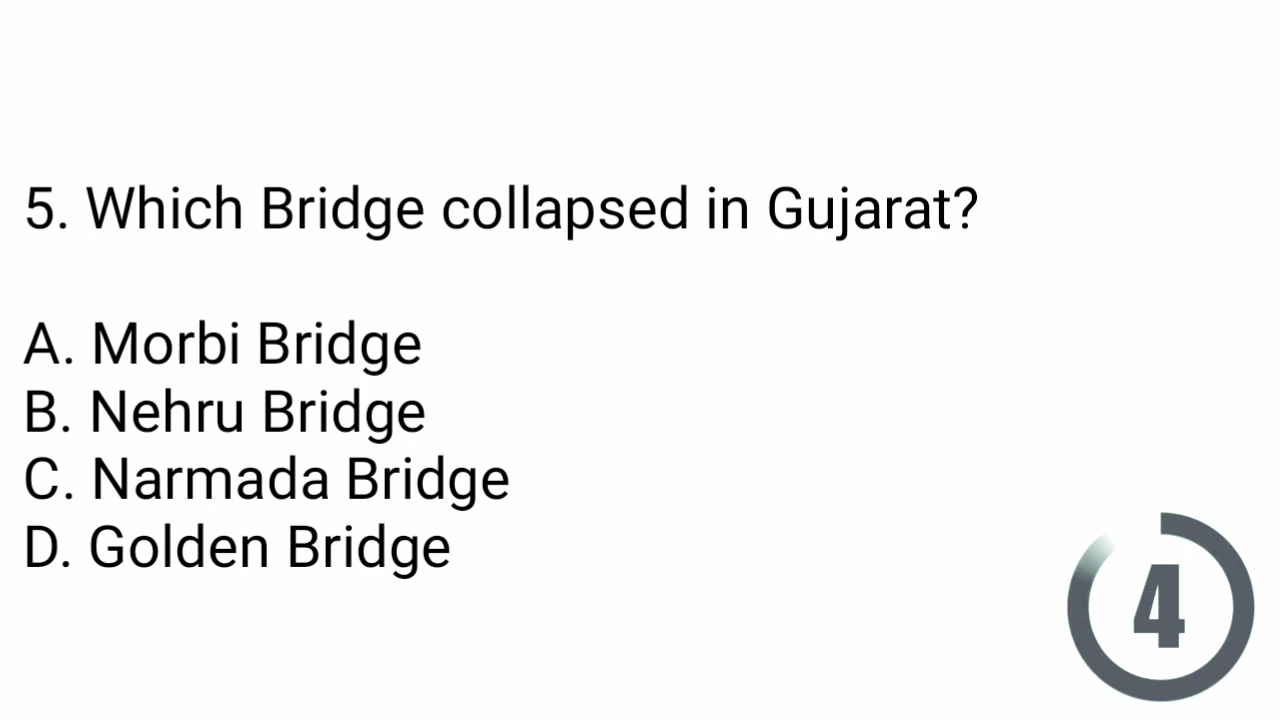 5. Which Bridge collapsed in Gujarat?
A. Morbi Bridge
B. Nehru Bridge
C. Narmada Bridge
D. Golden Bridge
4